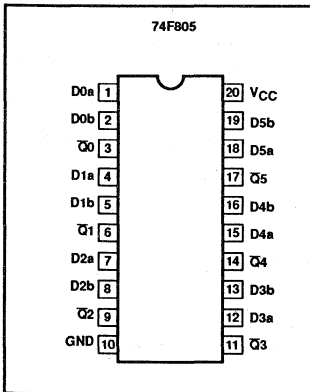 74F805
D0a 1 20 VCC
D0b 2 19 D5b
Q̅0 3 18 D5a
D1a 4 17 Q̅5
D1b 5 16 D4b
Q̅1 6 15 D4a
D2a 7 14 Q̅4
D2b 8 13 D3b
Q̅2 9 12 D3a
GND 10 11 Q̅3